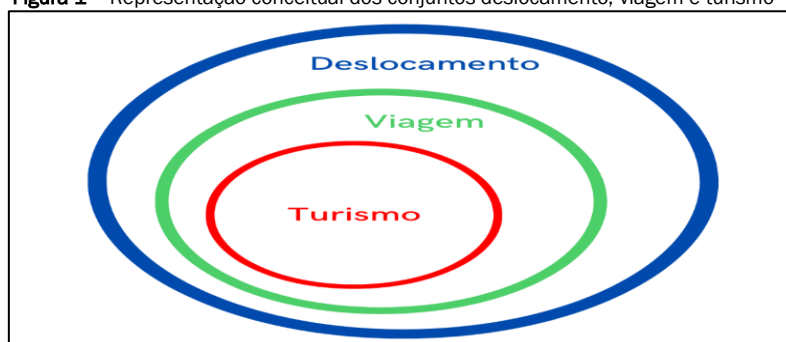 Figura 1 - Representação conceitual dos conjuntos deslocamento, viagem e turismo
Deslocamento
Viagem
Turismo